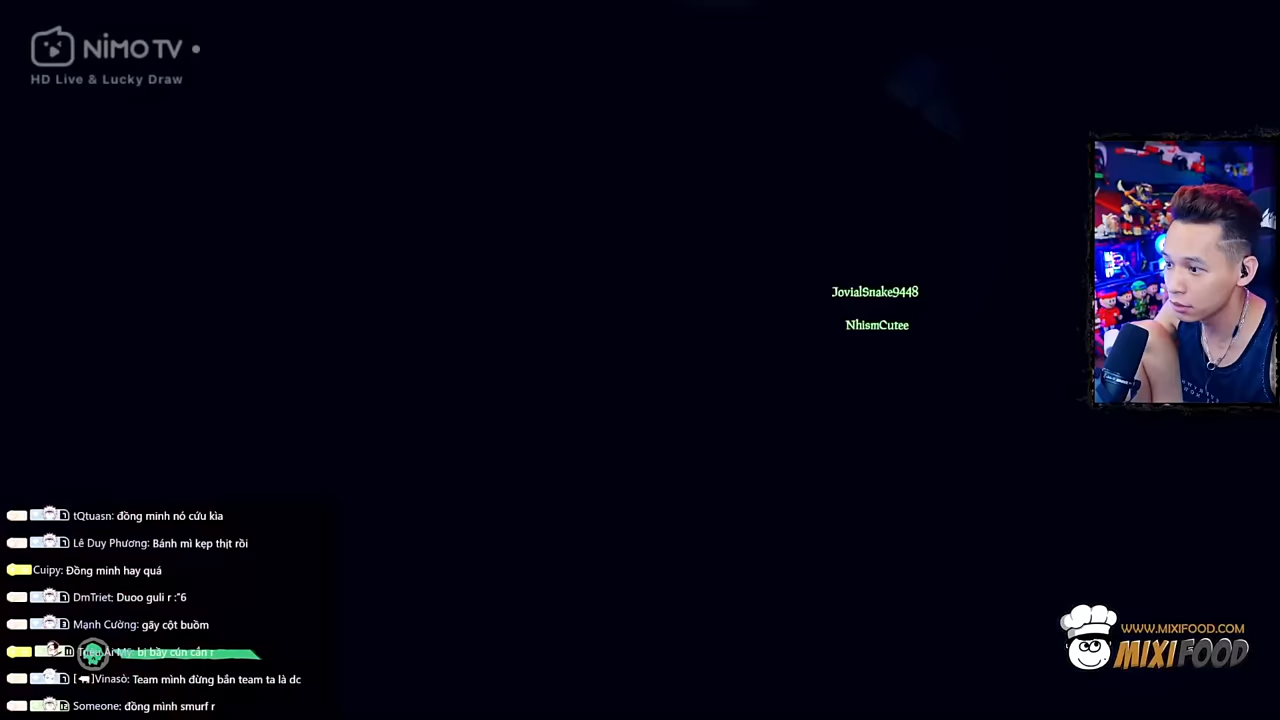 NIMO TV
HD Live & Lucky Draw
JovialSnake9448
NhismCutee
tQtuasn: đồng minh nó cứu kìa
Lê Duy Phương: Bánh mì kẹp thịt rồi
Cuipy: Đồng minh hay quá
DmTriet: Duoo guli r :"6
Mạnh Cường: gãy cột buồm
bị bầy cún cắn r
Vinasò: Team mình đừng bắn team ta là dc
Someone: đồng mình smurf r
WWW.MIXIFOOD.COM
MIXIFOOD